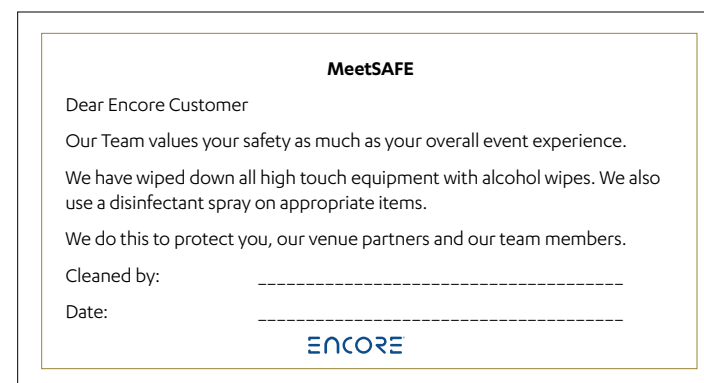 MeetSAFE
Dear Encore Customer
Our Team values your safety as much as your overall event experience.
We have wiped down all high touch equipment with alcohol wipes. We also
use a disinfectant spray on appropriate items.
We do this to protect you, our venue partners and our team members.
Cleaned by: ______________________________________
Date: ______________________________________
ENCORE